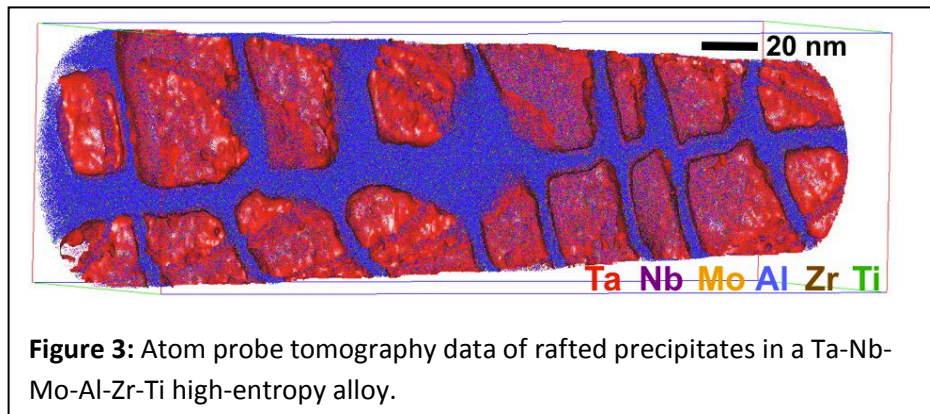 20 nm
Ta Nb Mo Al Zr Ti
Figure 3: Atom probe tomography data of rafted precipitates in a Ta-Nb-
Mo-Al-Zr-Ti high-entropy alloy.